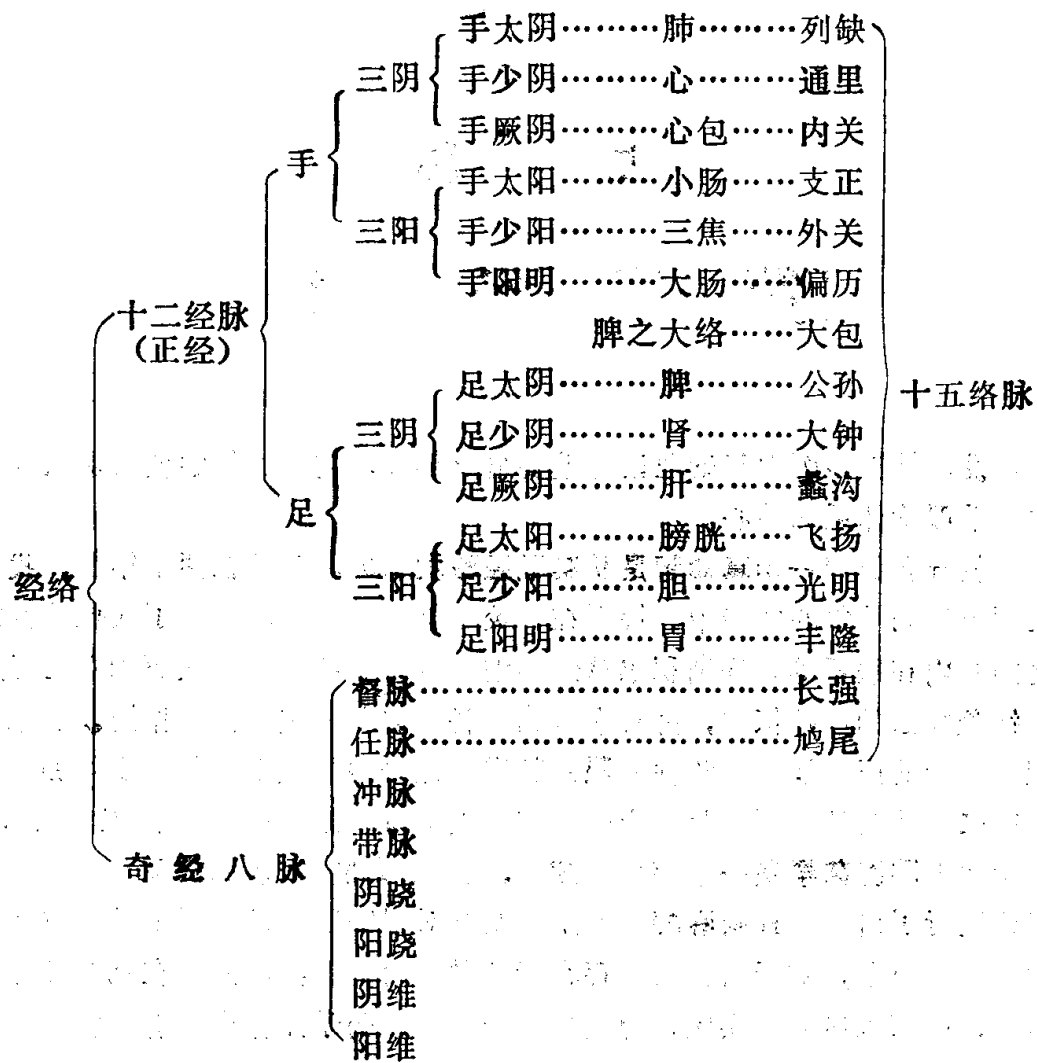 手太阴………肺………列缺
三阴 手少阴………心………通里
手厥阴………心包……内关
手
手太阳………小肠……支正
三阳 手少阳………三焦……外关
手阳明………大肠……偏历
十二经脉
(正经)
脾之大络……大包
足太阴………脾………公孙
十五络脉
三阴 足少阴………肾………大钟
足厥阴………肝………蠡沟
足
足太阳………膀胱……飞扬
经络
三阳 足少阳………胆………光明
足阳明………胃………丰隆
督脉……………………………长强
任脉……………………………鸠尾
冲脉
带脉
奇经八脉
阴跷
阳跷
阴维
阳维